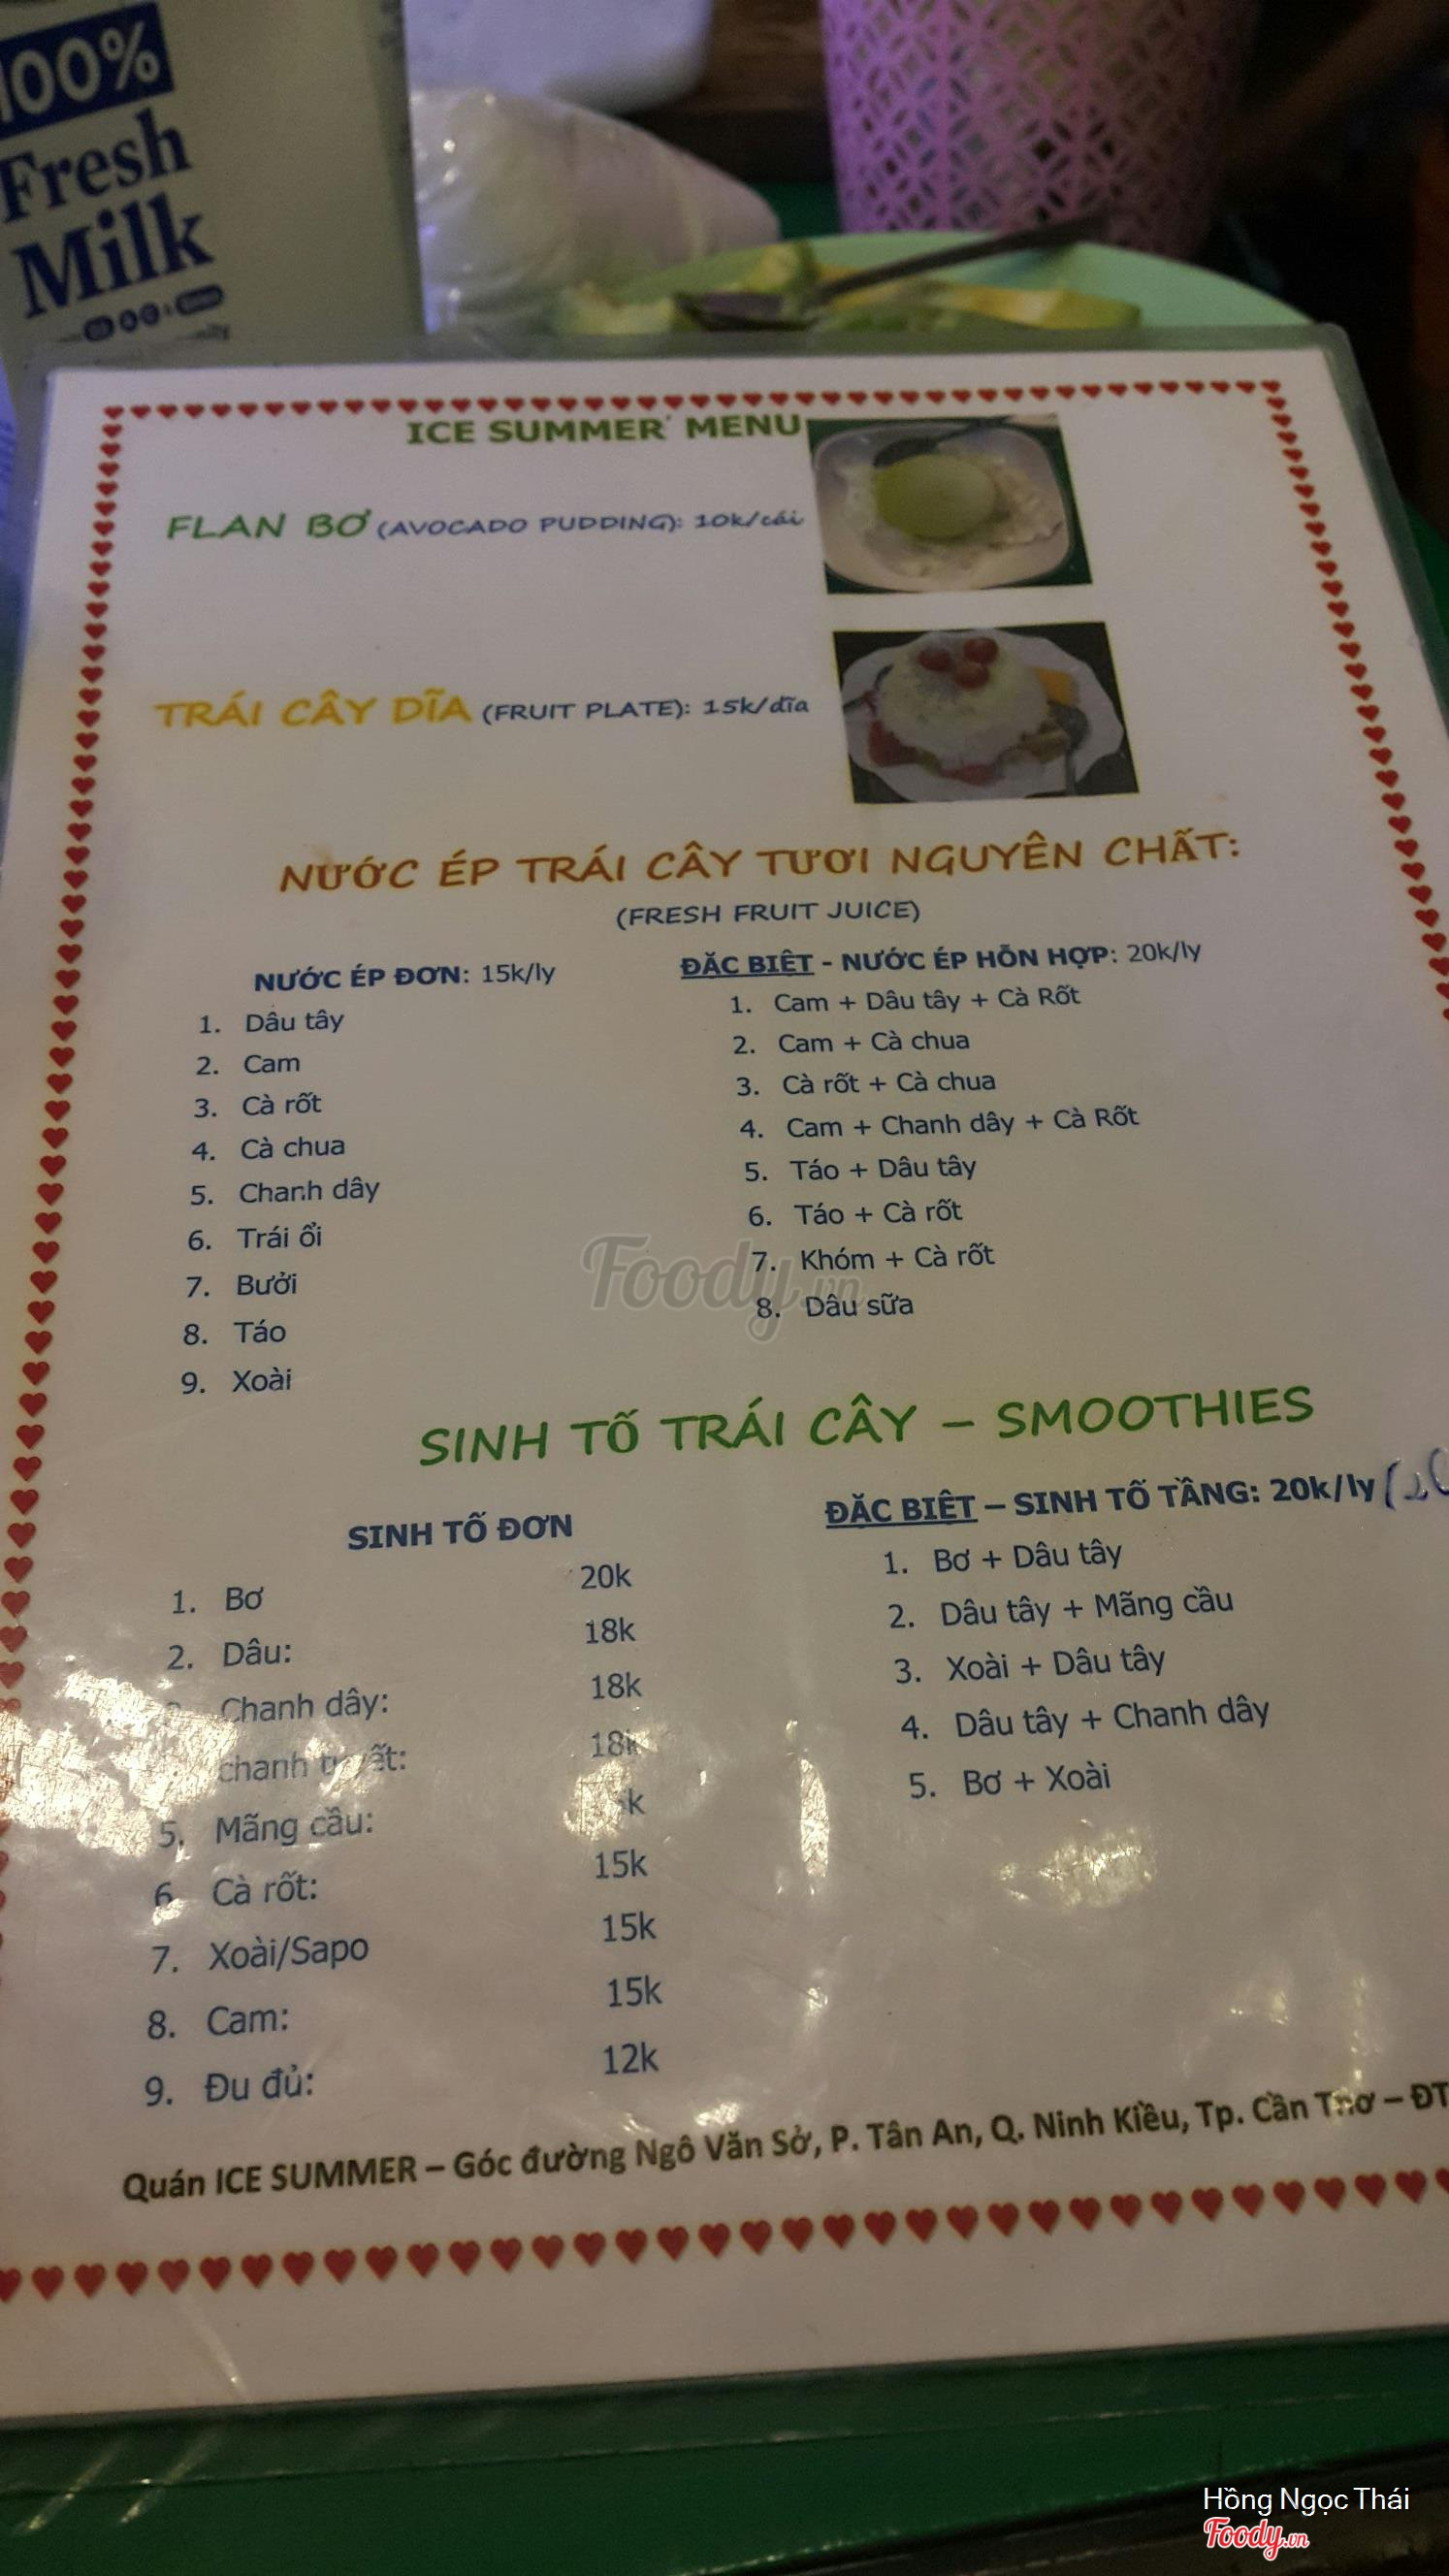 100%
Fresh
Milk
ICE SUMMER' MENU
FLAN BƠ (AVOCADO PUDDING): 10k/cái
TRÁI CÂY DĨA (FRUIT PLATE): 15k/dĩa
NƯỚC ÉP TRÁI CÂY TƯƠI NGUYÊN CHẤT:
(FRESH FRUIT JUICE)
NƯỚC ÉP ĐƠN: 15k/ly
1. Dâu tây
2. Cam
3. Cà rốt
4. Cà chua
5. Chanh dây
6. Trái ổi
7. Bưởi
8. Táo
9. Xoài
ĐẶC BIỆT - NƯỚC ÉP HỖN HỢP: 20k/ly
1. Cam + Dâu tây + Cà Rốt
2. Cam + Cà chua
3. Cà rốt + Cà chua
4. Cam + Chanh dây + Cà Rốt
5. Táo + Dâu tây
6. Táo + Cà rốt
7. Khóm + Cà rốt
8. Dâu sữa
Foody.vn
SINH TỐ TRÁI CÂY – SMOOTHIES
SINH TỐ ĐƠN
1. Bơ 20k
2. Dâu: 18k
Chanh dây: 18k
chanh 18k
5. Mãng cầu:
6 Cà rốt: 15k
7. Xoài/Sapo 15k
8. Cam: 15k
9. Đu đủ: 12k
ĐẶC BIỆT – SINH TỐ TẦNG: 20k/ly
1. Bơ + Dâu tây
2. Dâu tây + Mãng cầu
3. Xoài + Dâu tây
4. Dâu tây + Chanh dây
5. Bơ + Xoài
Quán ICE SUMMER – Góc đường Ngô Văn Sở, P. Tân An, Q. Ninh Kiều, Tp. Cần Thơ – ĐT
Hồng Ngọc Thái
Foody.vn